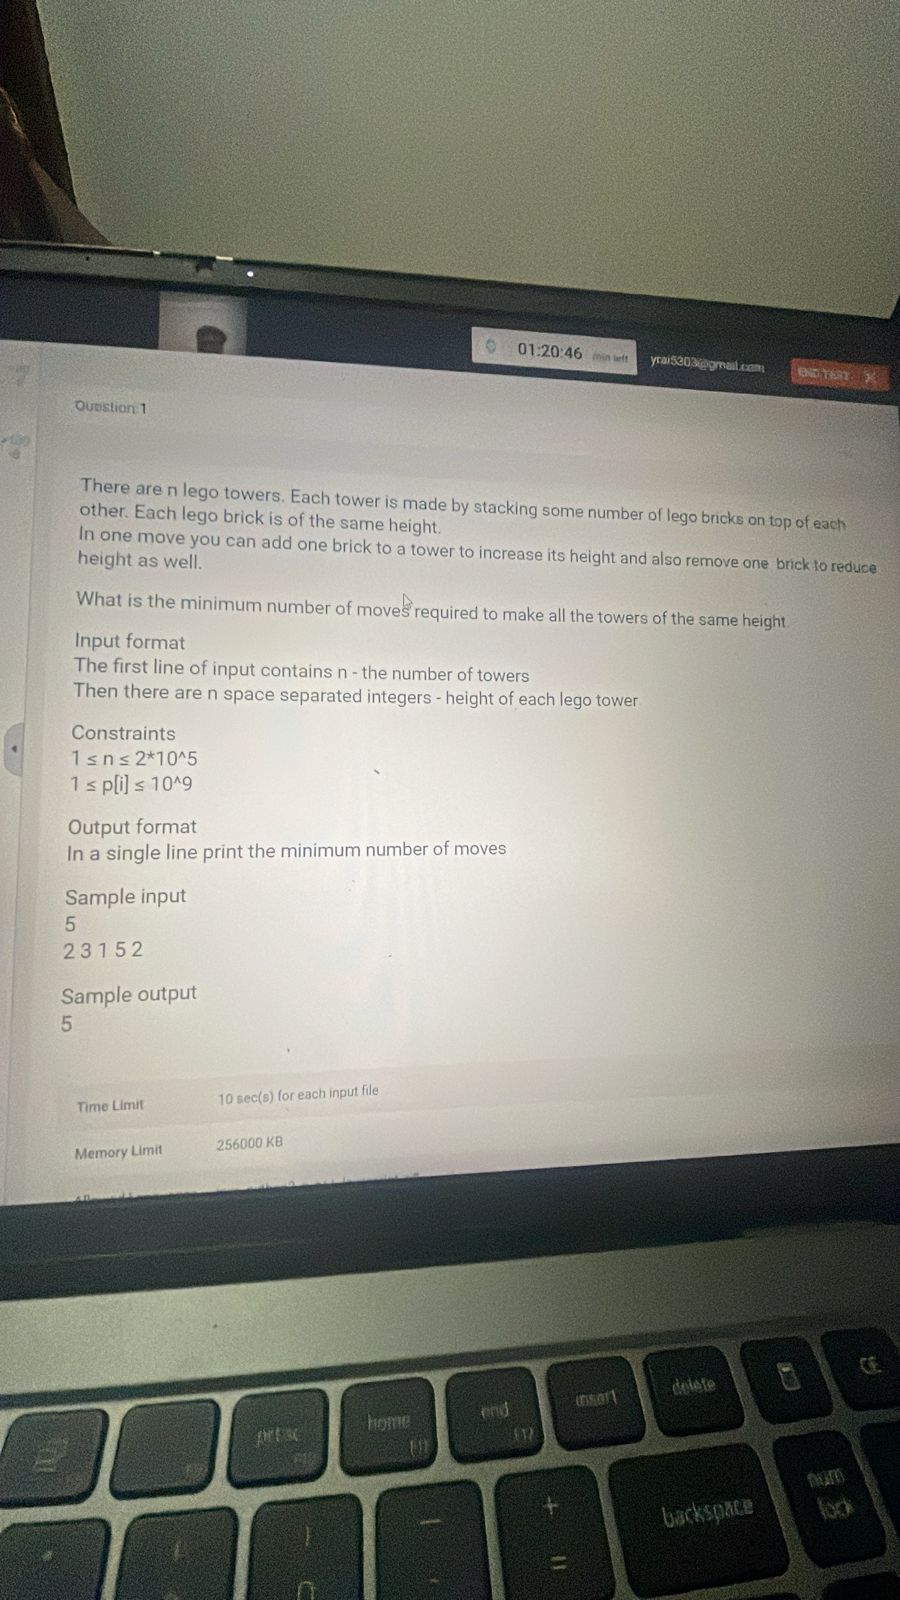 01:20:46 min left
yrai5303@gmail.com
END TEST
Question: 1
There are n lego towers. Each tower is made by stacking some number of lego bricks on top of each
other. Each lego brick is of the same height.
In one move you can add one brick to a tower to increase its height and also remove one brick to reduce
height as well.
What is the minimum number of moves required to make all the towers of the same height.
Input format
The first line of input contains n - the number of towers
Then there are n space separated integers - height of each lego tower
Constraints
1 ≤ n ≤ 2*10^5
1 ≤ p[i] ≤ 10^9
Output format
In a single line print the minimum number of moves
Sample input
5
2 3 1 5 2
Sample output
5
Time Limit
10 sec(s) for each input file
Memory Limit
256000 KB
prt sc
home
F11
end
F12
insert
delete
CE
+
=
backspace
num
lock